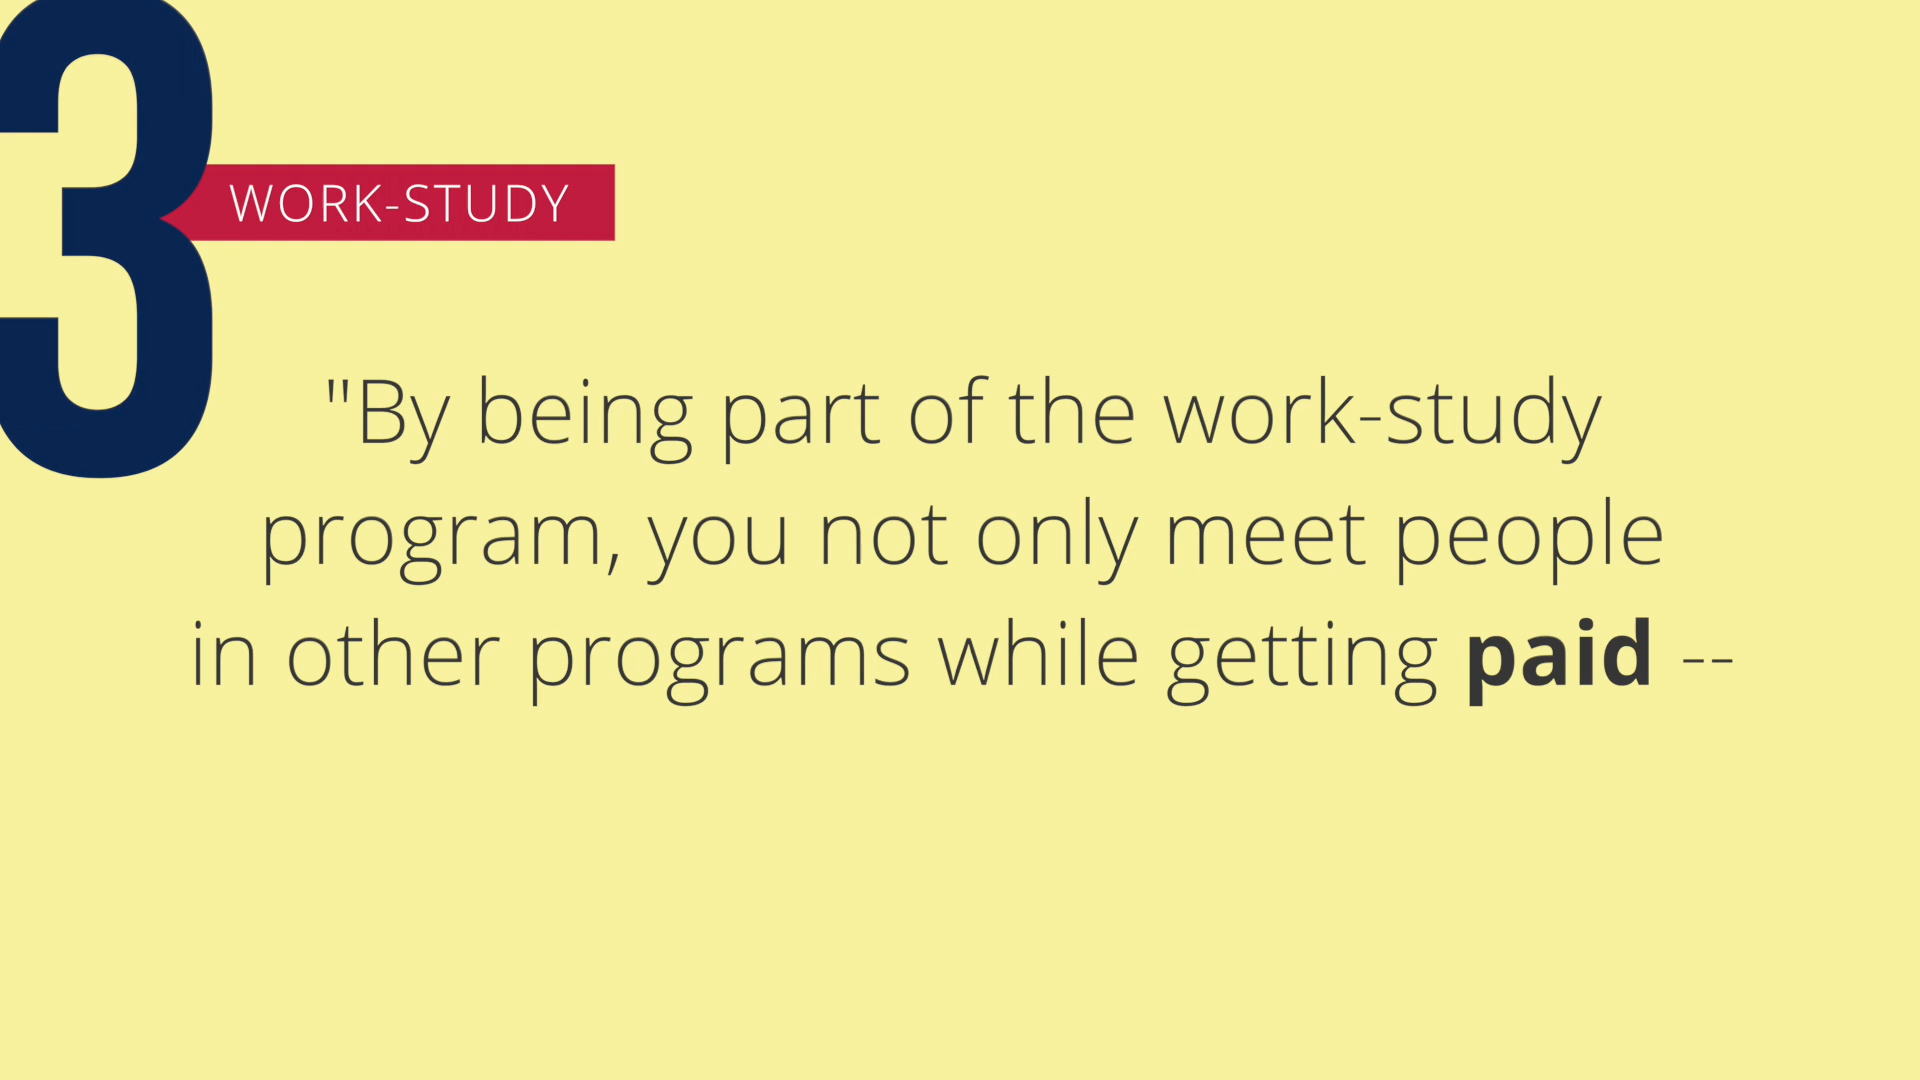 3
WORK-STUDY
"By being part of the work-study
program, you not only meet people
in other programs while getting paid --